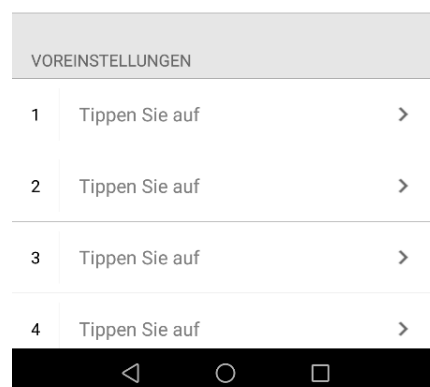 VOREINSTELLUNGEN
1 Tippen Sie auf
2 Tippen Sie auf
3 Tippen Sie auf
4 Tippen Sie auf